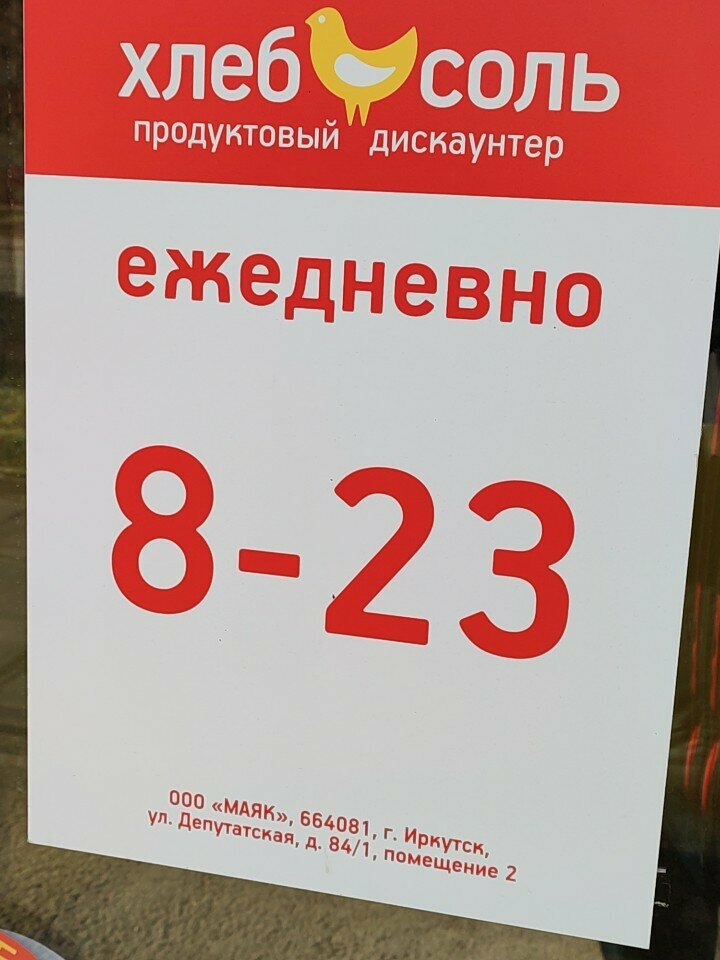 хлеб соль
продуктовый дискаунтер
ежедневно
8-23
ООО «МАЯК», 664081, г. Иркутск,
ул. Депутатская, д. 84/1, помещение 2